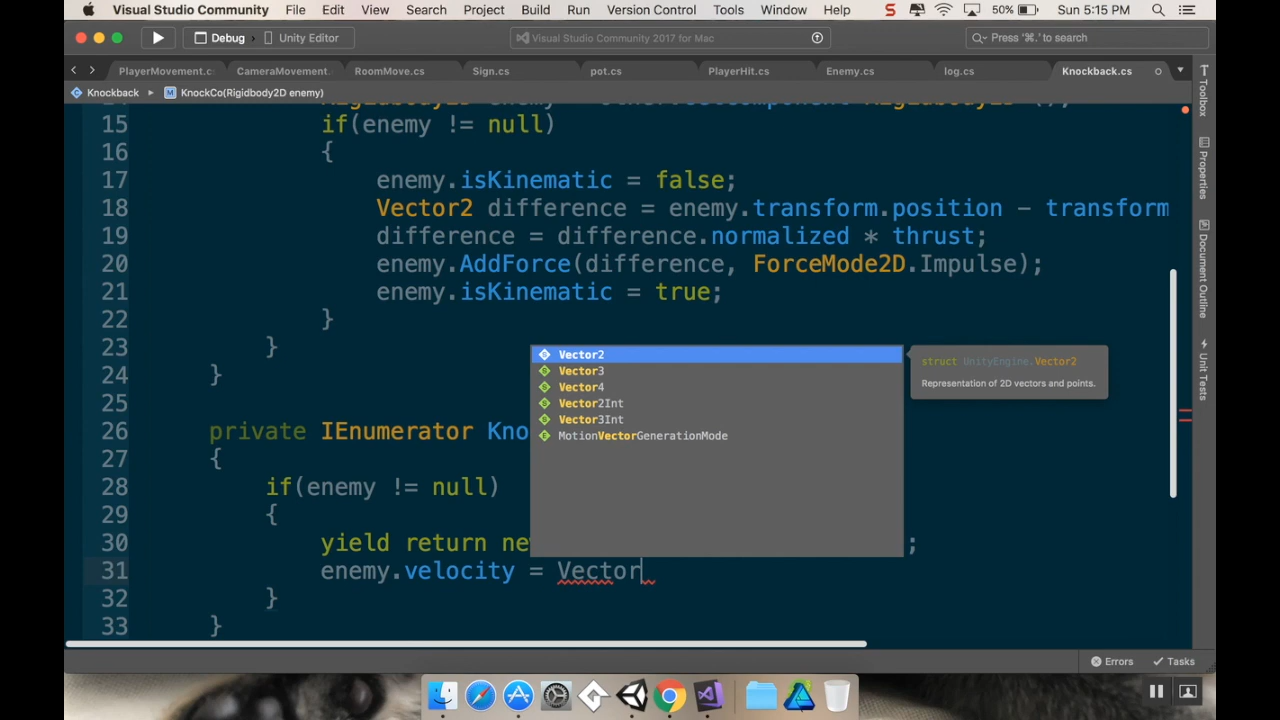 Visual Studio Community File Edit View Search Project Build Run Version Control Tools Window Help S 50% Sun 5:15 PM
Debug Unity Editor Visual Studio Community 2017 for Mac Press '⌘.' to search
PlayerMovement.c CameraMovement. RoomMove.cs Sign.cs pot.cs PlayerHit.cs Enemy.cs log.cs Knockback.cs
Knockback M KnockCo(Rigidbody2D enemy)
15 if(enemy != null)
16 {
17 enemy.isKinematic = false;
18 Vector2 difference = enemy.transform.position - transform
19 difference = difference.normalized * thrust;
20 enemy.AddForce(difference, ForceMode2D.Impulse);
21 enemy.isKinematic = true;
22 }
23 }
24 }
25
26 private IEnumerator Kno
27 {
28 if(enemy != null)
29 {
30 yield return ne ;
31 enemy.velocity = Vector
32 }
33 }
Vector2
Vector3
Vector4
Vector2Int
Vector3Int
MotionVectorGenerationMode
struct UnityEngine.Vector2
Representation of 2D vectors and points.
Toolbox
Properties
Document Outline
Unit Tests
Errors Tasks